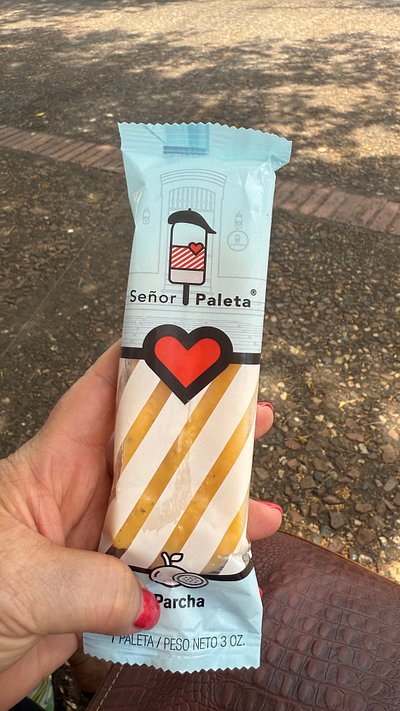 Señor Paleta®
Parcha
1 PALETA / PESO NETO 3 OZ.